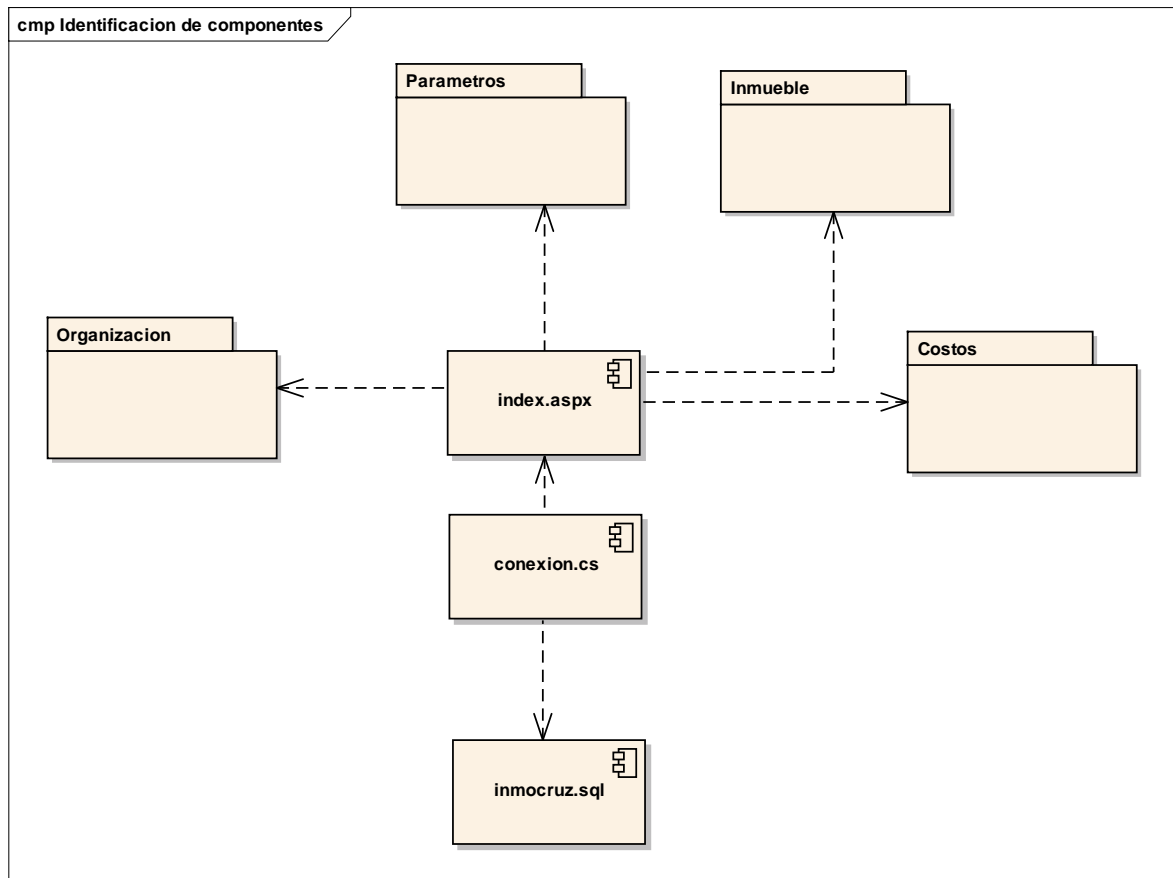 cmp Identificacion de componentes
Parametros
Inmueble
Organizacion
Costos
index.aspx
conexion.cs
inmocruz.sql